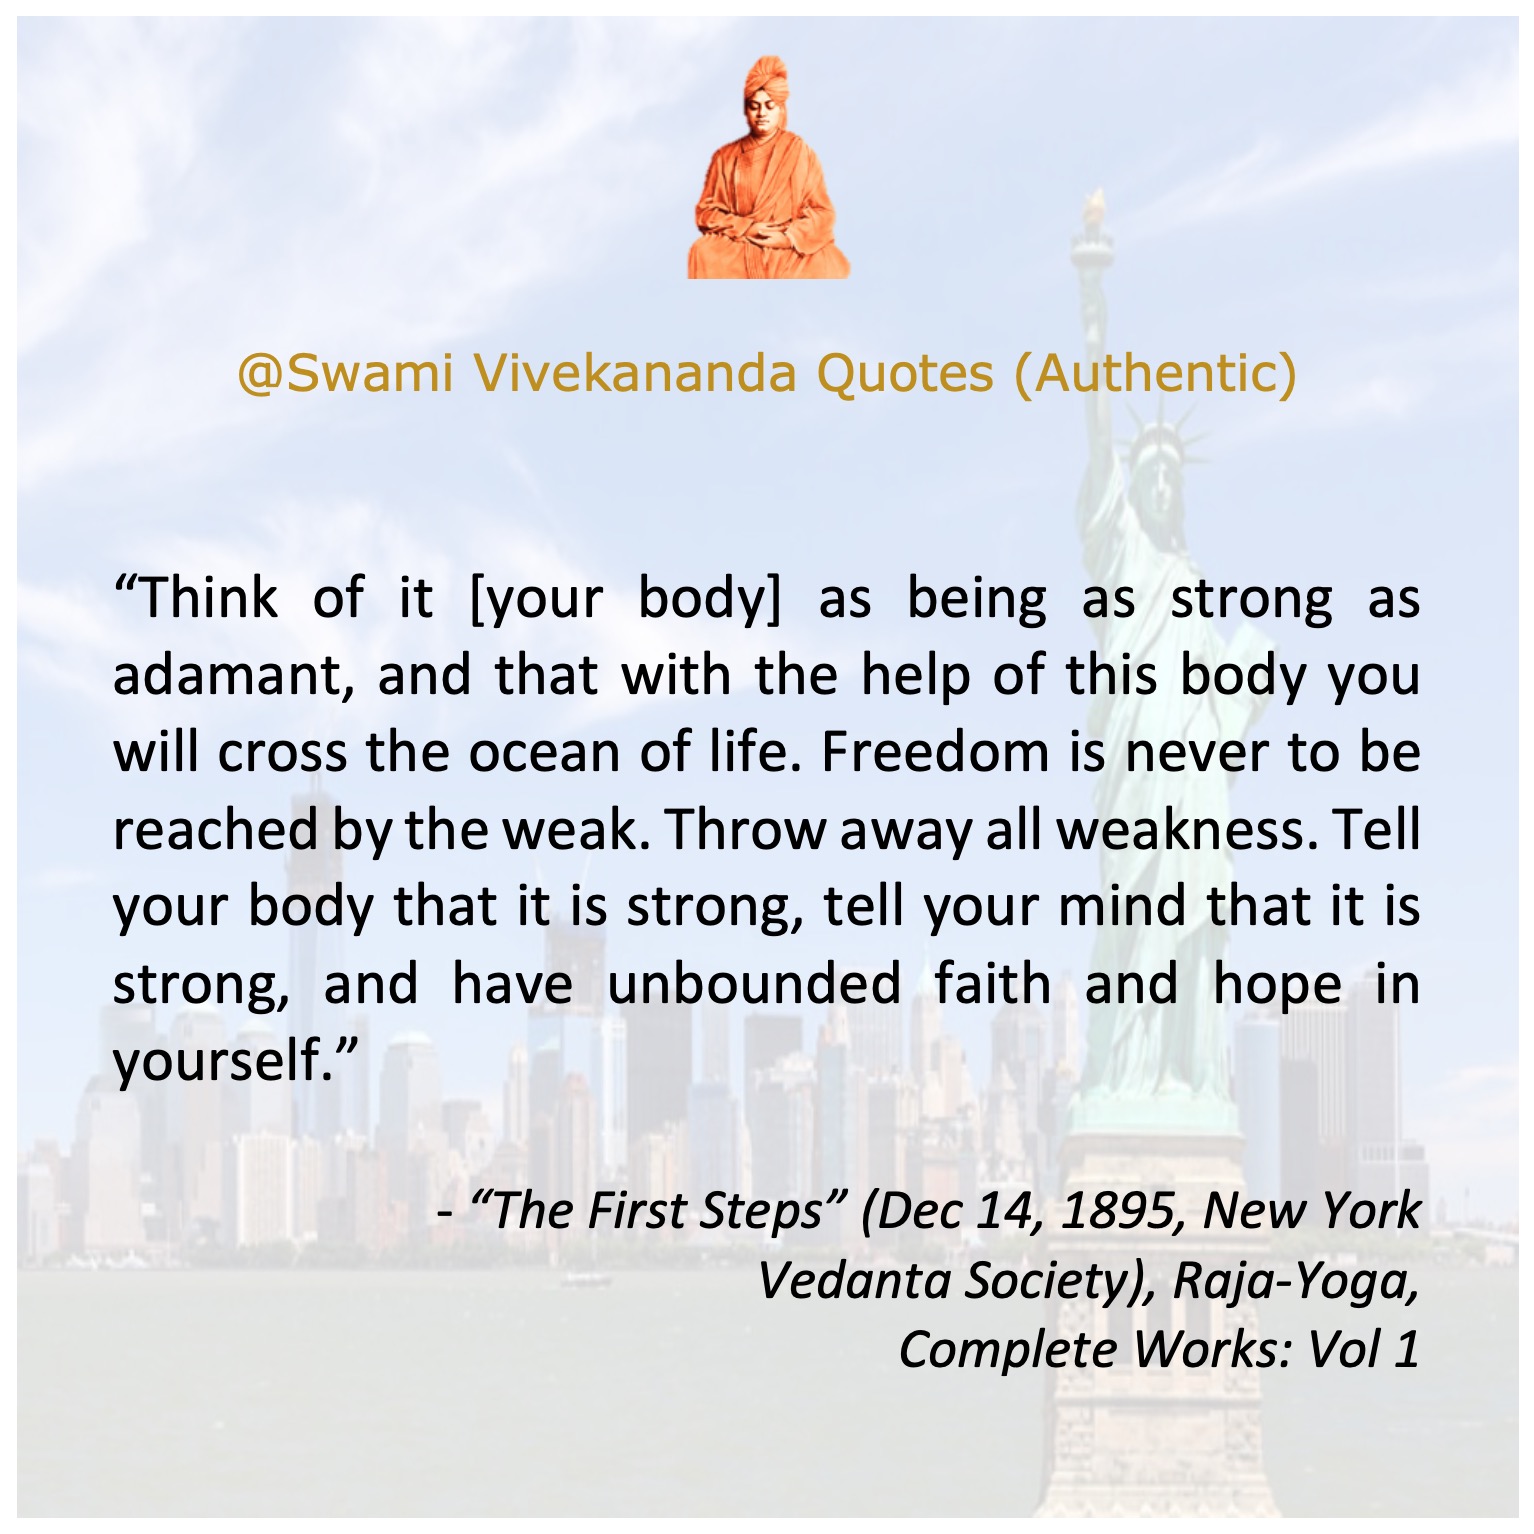 @Swami Vivekananda Quotes (Authentic)
“Think of it [your body] as being as strong as
adamant, and that with the help of this body you
will cross the ocean of life. Freedom is never to be
reached by the weak. Throw away all weakness. Tell
your body that it is strong, tell your mind that it is
strong, and have unbounded faith and hope in
yourself.”
- “The First Steps” (Dec 14, 1895, New York
Vedanta Society), Raja-Yoga,
Complete Works: Vol 1